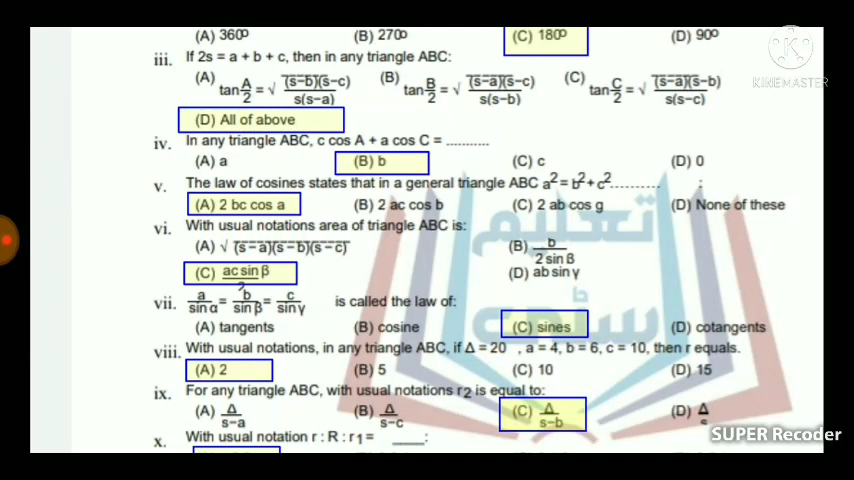 (A) 360º (B) 270º (C) 180º (D) 90º
iii. If 2s = a + b + c, then in any triangle ABC:
(A) tan A/2 = √ (s−b)(s−c) / s(s−a) (B) tan B/2 = √ (s−a)(s−c) / s(s−b) (C) tan C/2 = √ (s−a)(s−b) / s(s−c)
(D) All of above
iv. In any triangle ABC, c cos A + a cos C = ..........
(A) a (B) b (C) c (D) 0
v. The law of cosines states that in a general triangle ABC a² = b² + c² ............ :
(A) 2 bc cos a (B) 2 ac cos b (C) 2 ab cos g (D) None of these
vi. With usual notations area of triangle ABC is:
(A) √ (s−a)(s−b)(s−c) (B) b / 2 sin β
(C) ac sin β / 2 (D) ab sin γ
vii. a / sin α = b / sin β = c / sin γ is called the law of:
(A) tangents (B) cosine (C) sines (D) cotangents
viii. With usual notations, in any triangle ABC, if Δ = 20 , a = 4, b = 6, c = 10, then r equals.
(A) 2 (B) 5 (C) 10 (D) 15
ix. For any triangle ABC, with usual notations r2 is equal to:
(A) Δ / s−a (B) Δ / s−c (C) Δ / s−b (D) Δ / s
x. With usual notation r : R : r1 = ____ :
تعلیم
سٹی
KINEMASTER
SUPER Recorder